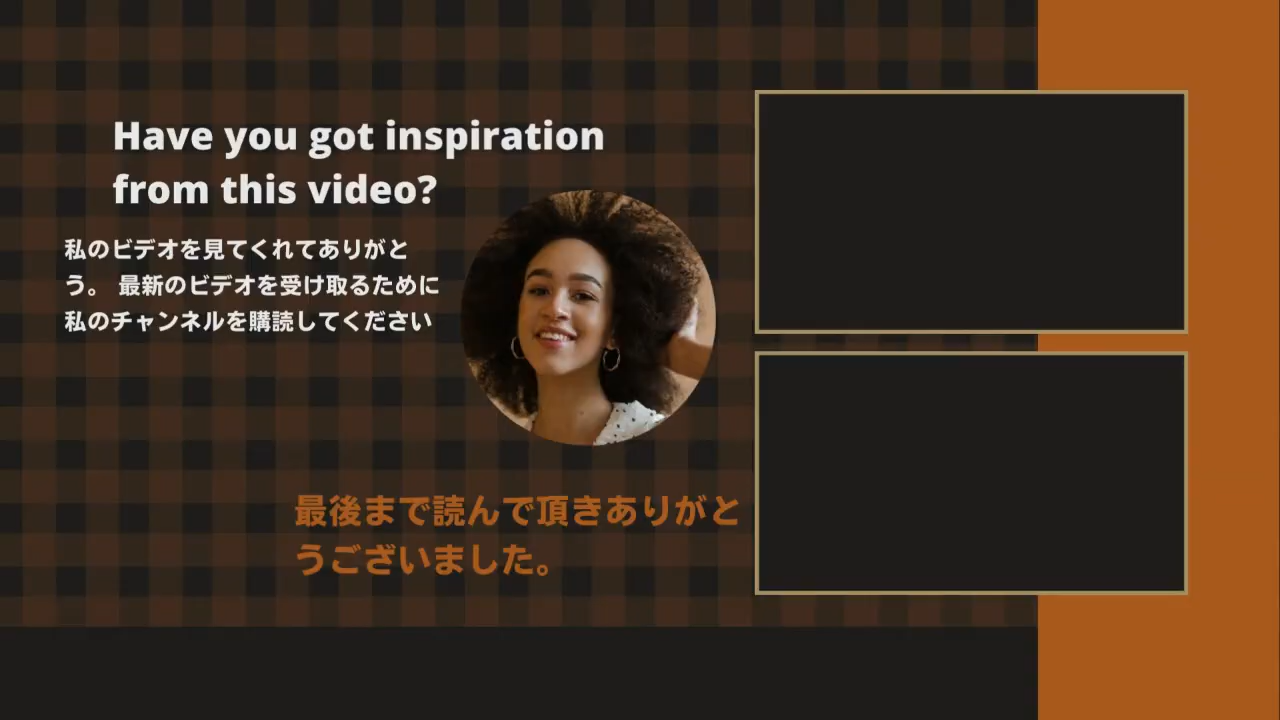 Have you got inspiration
from this video?
私のビデオを見てくれてありがと
う。 最新のビデオを受け取るために
私のチャンネルを購読してください
最後まで読んで頂きありがと
うございました。